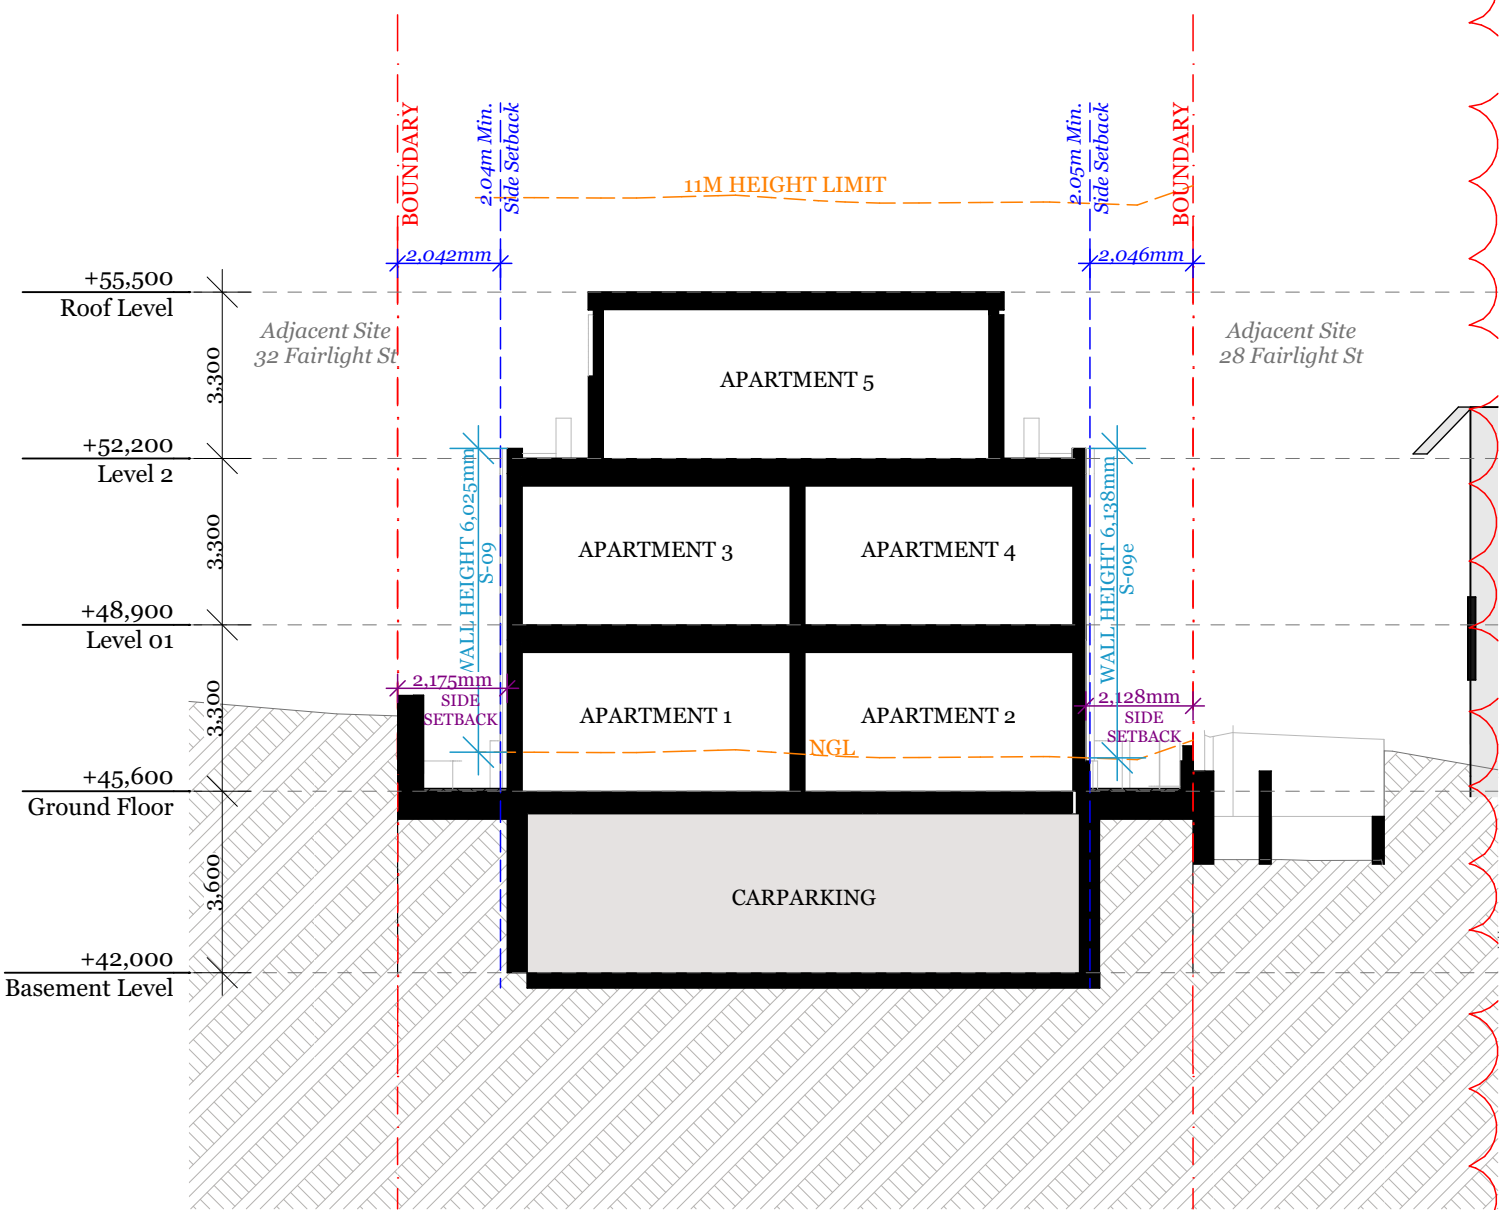 BOUNDARY
2.04m Min.
Side Setback
11M HEIGHT LIMIT
2.05m Min.
Side Setback
BOUNDARY
2,042mm
2,046mm
+55,500
Roof Level
Adjacent Site
32 Fairlight St
Adjacent Site
28 Fairlight St
3,300
APARTMENT 5
+52,200
Level 2
WALL HEIGHT 6,025mm
S-09
WALL HEIGHT 6,138mm
S-09e
3,300
APARTMENT 3
APARTMENT 4
+48,900
Level 01
2,175mm
SIDE
SETBACK
2,128mm
SIDE
SETBACK
3,300
APARTMENT 1
APARTMENT 2
NGL
+45,600
Ground Floor
3,600
CARPARKING
+42,000
Basement Level